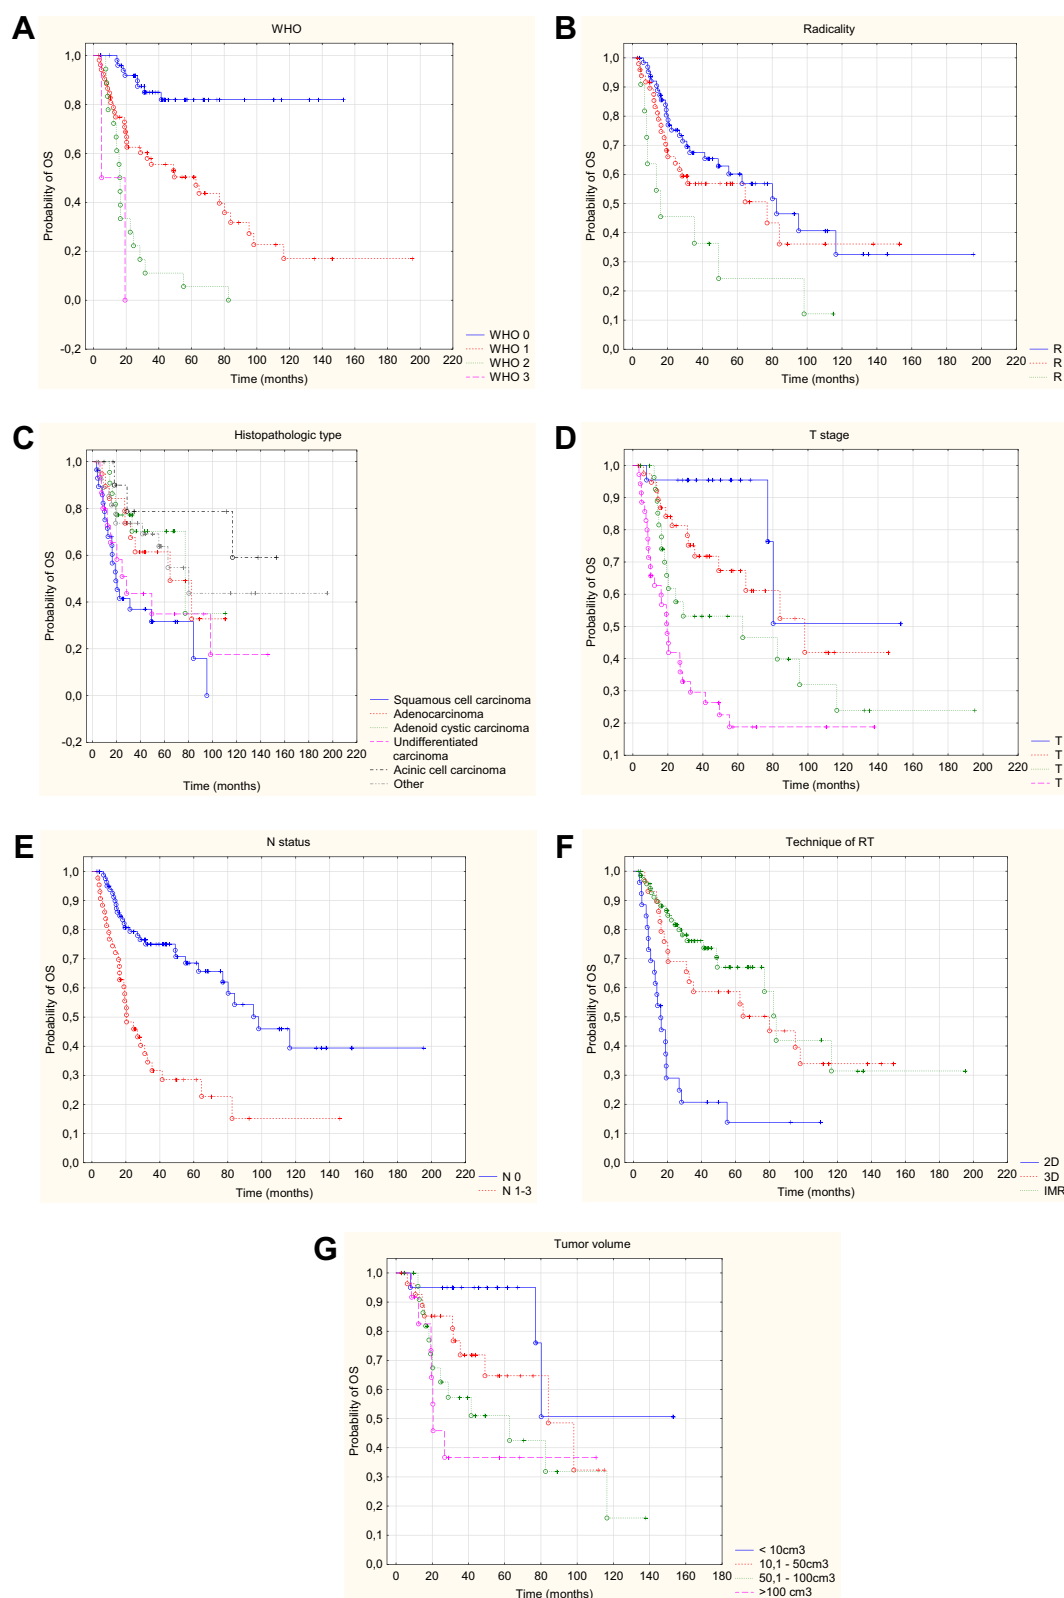 A
WHO
Probability of OS
1,0
0,8
0,6
0,4
0,2
0,0
-0,2
0 20 40 60 80 100 120 140 160 180 200 220
Time (months)
WHO 0
WHO 1
WHO 2
WHO 3
B
Radicality
Probability of OS
1,0
0,9
0,8
0,7
0,6
0,5
0,4
0,3
0,2
0,1
0,0
0 20 40 60 80 100 120 140 160 180 200 220
Time (months)
R
R
R
C
Histopathologic type
Probability of OS
1,0
0,8
0,6
0,4
0,2
0,0
-0,2
0 20 40 60 80 100 120 140 160 180 200 220
Time (months)
Squamous cell carcinoma
Adenocarcinoma
Adenoid cystic carcinoma
Undifferentiated
carcinoma
Acinic cell carcinoma
Other
D
T stage
Probability of OS
1,0
0,9
0,8
0,7
0,6
0,5
0,4
0,3
0,2
0,1
0 20 40 60 80 100 120 140 160 180 200 220
Time (months)
T
T
T
T
E
N status
Probability of OS
1,0
0,9
0,8
0,7
0,6
0,5
0,4
0,3
0,2
0,1
0,0
0 20 40 60 80 100 120 140 160 180 200 220
Time (months)
N 0
N 1-3
F
Technique of RT
Probability of OS
1,0
0,9
0,8
0,7
0,6
0,5
0,4
0,3
0,2
0,1
0,0
0 20 40 60 80 100 120 140 160 180 200 220
Time (months)
2D
3D
IMR
G
Tumor volume
Probability of OS
1,0
0,9
0,8
0,7
0,6
0,5
0,4
0,3
0,2
0,1
0,0
0 20 40 60 80 100 120 140 160 180
Time (months)
< 10cm3
10,1 - 50cm3
50,1 - 100cm3
>100 cm3